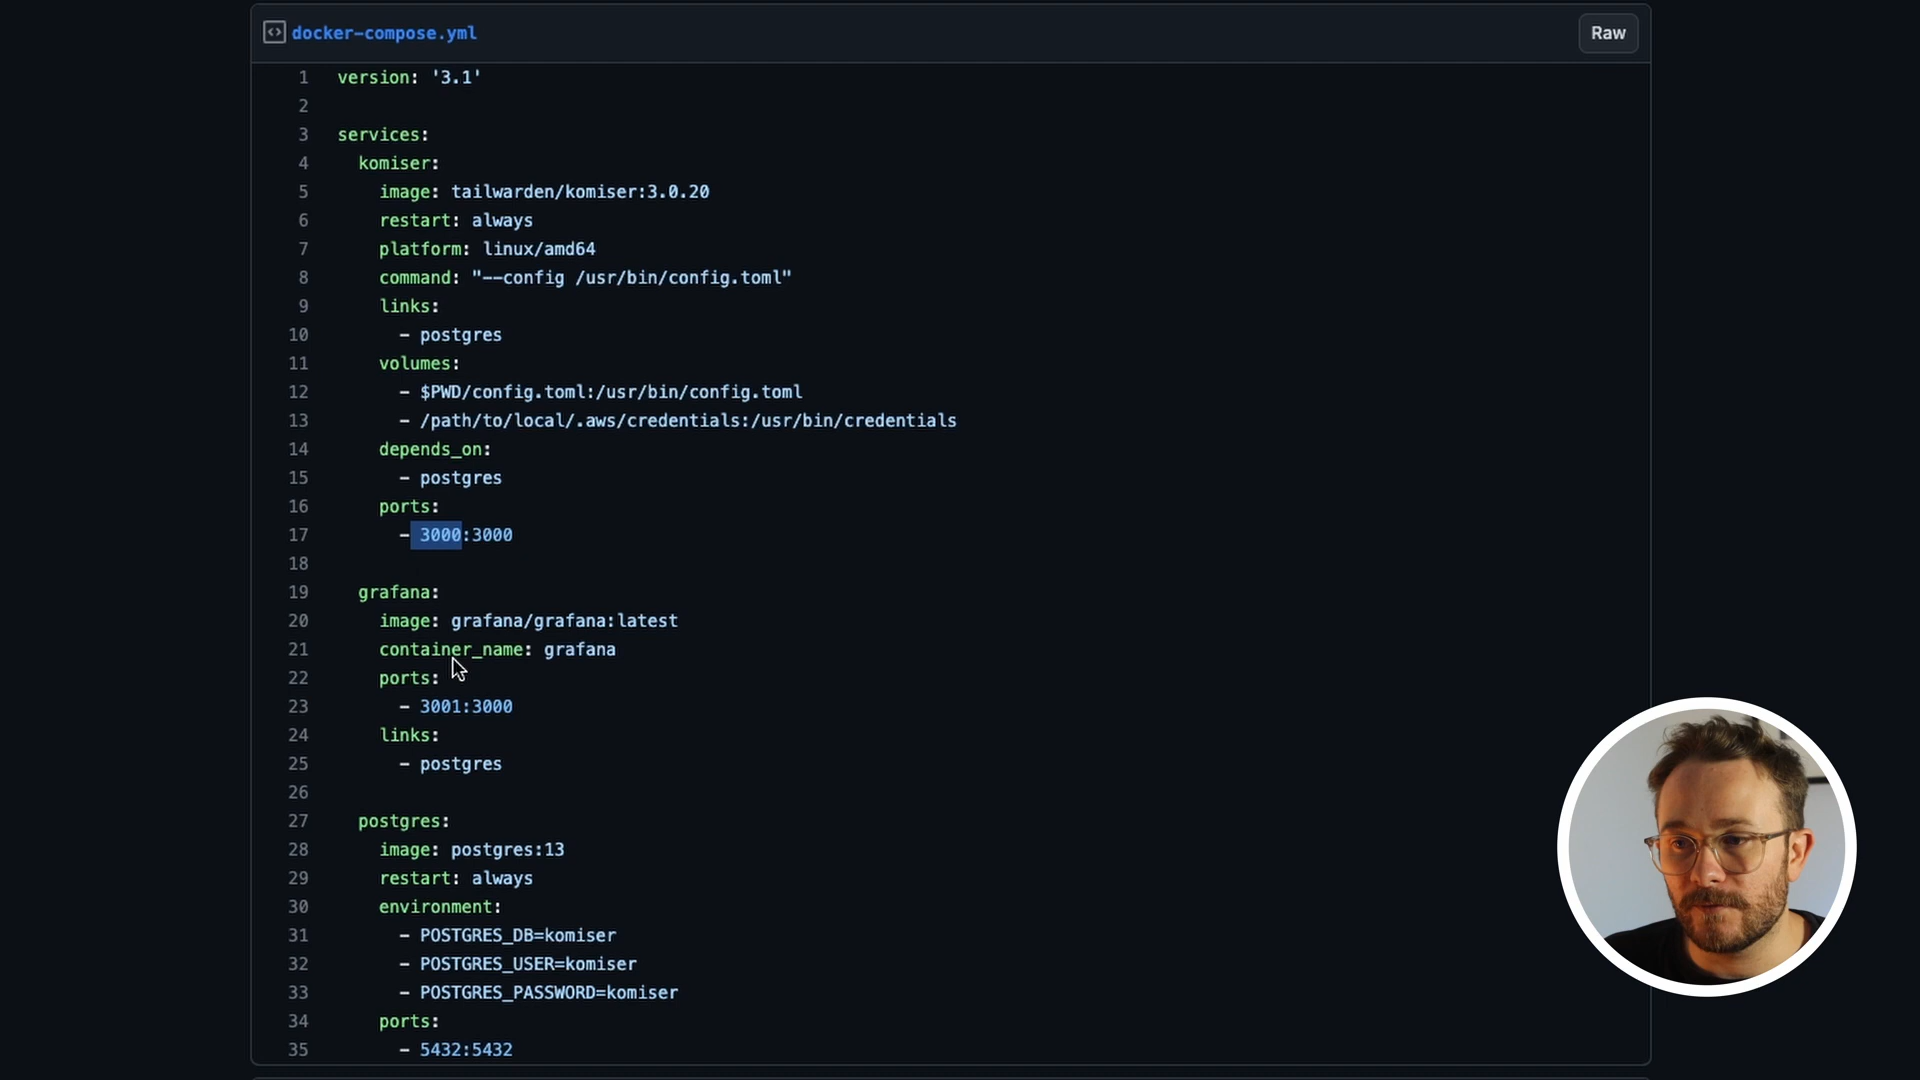 docker-compose.yml
Raw
1 version: '3.1'
2
3 services:
4   komiser:
5     image: tailwarden/komiser:3.0.20
6     restart: always
7     platform: linux/amd64
8     command: "--config /usr/bin/config.toml"
9     links:
10       - postgres
11     volumes:
12       - $PWD/config.toml:/usr/bin/config.toml
13       - /path/to/local/.aws/credentials:/usr/bin/credentials
14     depends_on:
15       - postgres
16     ports:
17       - 3000:3000
18
19   grafana:
20     image: grafana/grafana:latest
21     container_name: grafana
22     ports:
23       - 3001:3000
24     links:
25       - postgres
26
27   postgres:
28     image: postgres:13
29     restart: always
30     environment:
31       - POSTGRES_DB=komiser
32       - POSTGRES_USER=komiser
33       - POSTGRES_PASSWORD=komiser
34     ports:
35       - 5432:5432